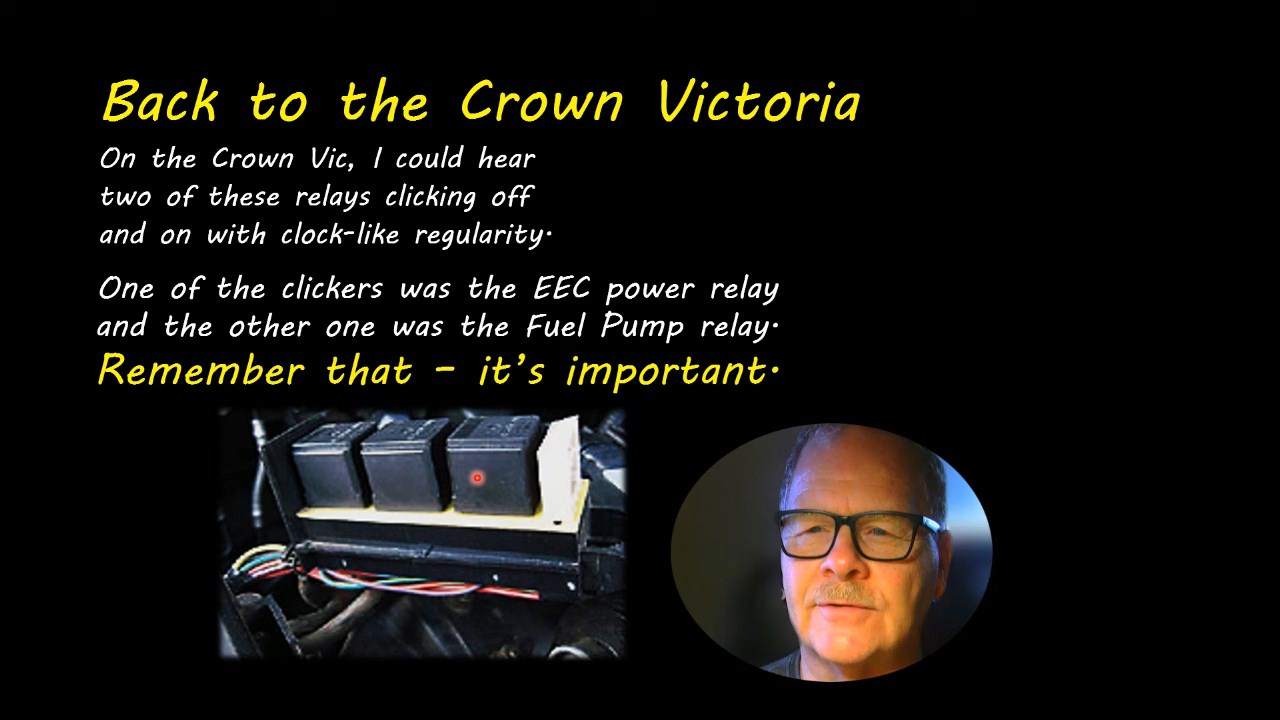 Back to the Crown Victoria
On the Crown Vic, I could hear
two of these relays clicking off
and on with clock-like regularity.
One of the clickers was the EEC power relay
and the other one was the Fuel Pump relay.
Remember that – it's important.